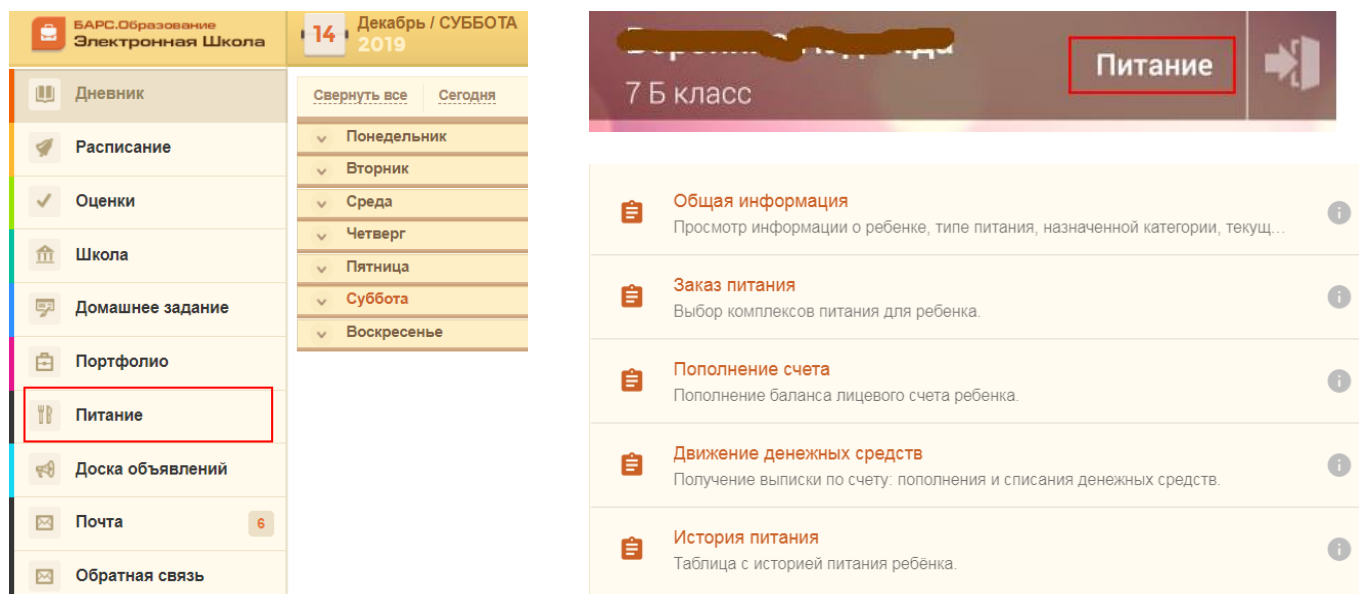 БАРС.Образование
Электронная Школа
14
Декабрь / СУББОТА
2019
Дневник
Расписание
Оценки
Школа
Домашнее задание
Портфолио
Питание
Доска объявлений
Почта
6
Обратная связь
Свернуть все
Сегодня
Понедельник
Вторник
Среда
Четверг
Пятница
Суббота
Воскресенье
7 Б класс
Питание
Общая информация
Просмотр информации о ребенке, типе питания, назначенной категории, текущ...
Заказ питания
Выбор комплексов питания для ребенка.
Пополнение счета
Пополнение баланса лицевого счета ребенка.
Движение денежных средств
Получение выписки по счету: пополнения и списания денежных средств.
История питания
Таблица с историей питания ребёнка.